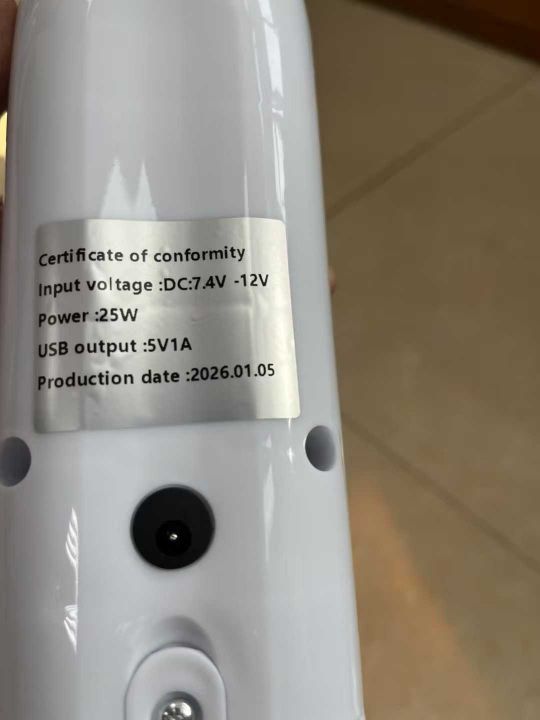 Certificate of conformity
Input voltage :DC:7.4V -12V
Power :25W
USB output :5V1A
Production date :2026.01.05